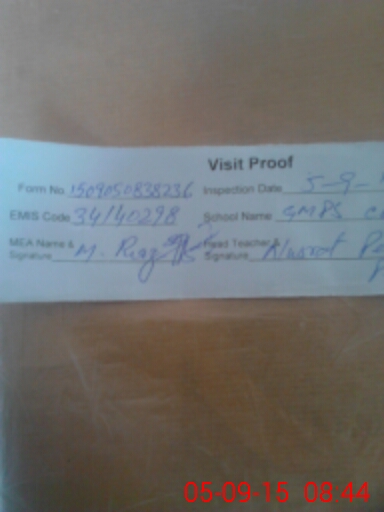 Visit Proof
Form No. 1509050838236 Inspection Date 5-9-
EMIS Code 34140298 School Name GMPS
MEA Name & Signature M. Riaz Head Teacher & Signature
05-09-15 08:44